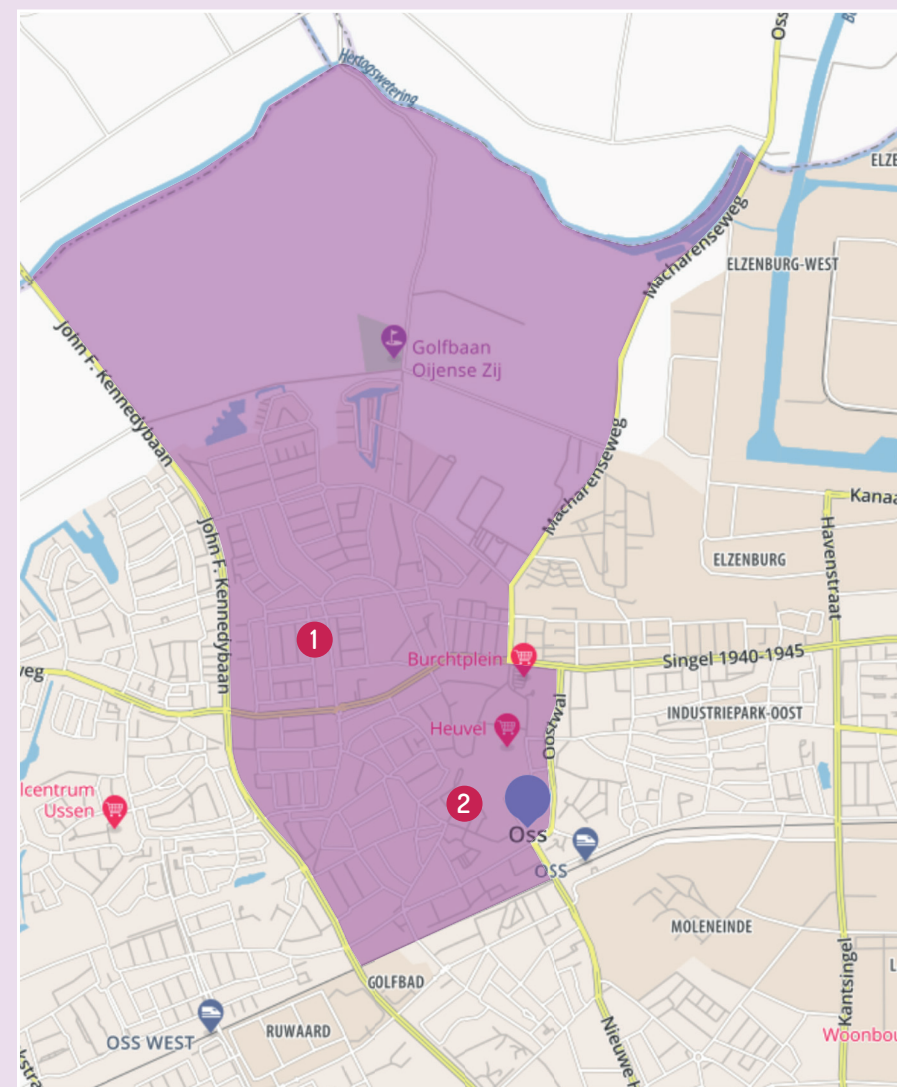 Hertogswetering
Oss
ELZE
Macharenseweg
ELZENBURG-WEST
John F. Kennedybaan
Golfbaan
Oijense Zij
Macharenseweg
Kanaa
John F. Kennedybaan
Havenstraat
ELZENBURG
1
Burchtplein
Singel 1940-1945
weg
Heuvel
Oostwal
INDUSTRIEPARK-OOST
lcentrum
Ussen
2
Oss
OSS
MOLENEINDE
GOLFBAD
Kantsingel
L
OSS WEST
RUWAARD
Nieuwe H
Woonbou
kstra